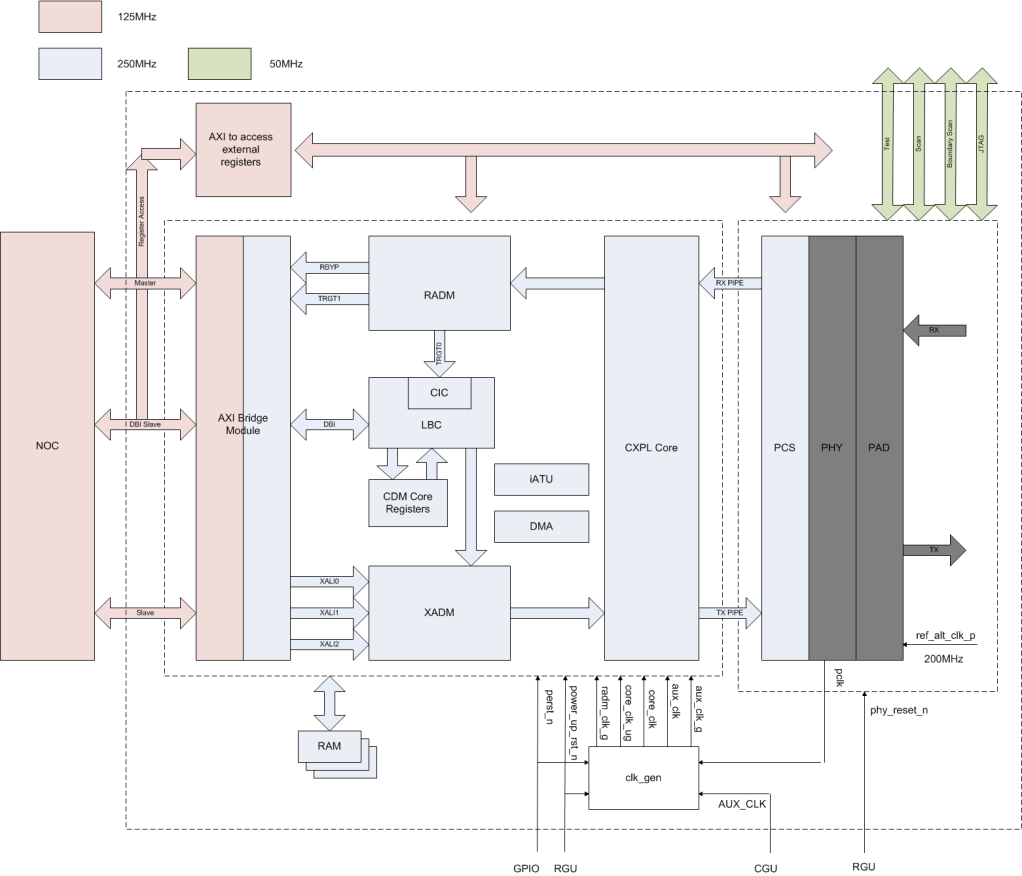 125MHz
250MHz
50MHz
AXI to access
external
registers
Test
Scan
Boundary Scan
JTAG
Register Access
NOC
Master
DBI Slave
Slave
AXI Bridge
Module
RBYP
TRGT1
RADM
TRGT0
CIC
LBC
DBI
CDM Core
Registers
iATU
DMA
XALI0
XALI1
XALI2
XADM
CXPL Core
RX PIPE
TX PIPE
PCS
PHY
PAD
RX
TX
ref_alt_clk_p
200MHz
pclk
phy_reset_n
RAM
perst_n
power_up_rst_n
radm_clk_g
core_clk_ug
core_clk
aux_clk
aux_clk_g
clk_gen
AUX_CLK
GPIO
RGU
CGU
RGU